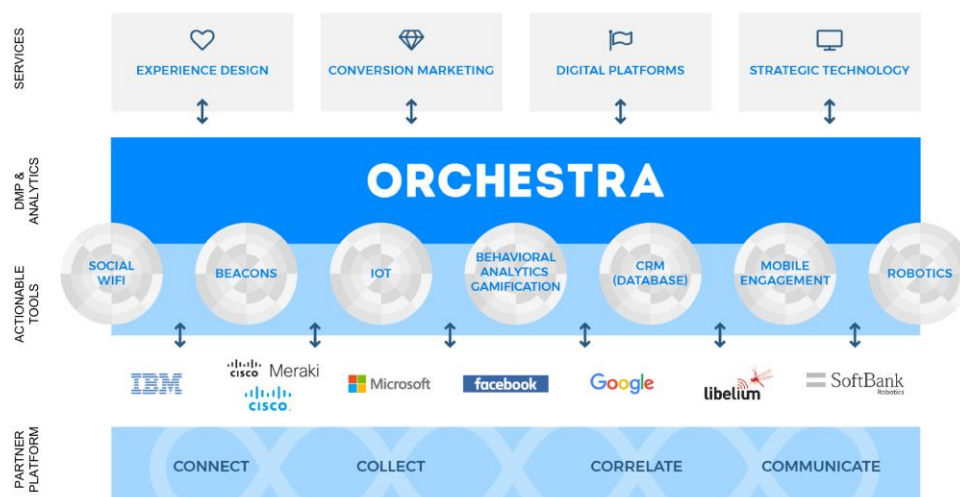 SERVICES
EXPERIENCE DESIGN
CONVERSION MARKETING
DIGITAL PLATFORMS
STRATEGIC TECHNOLOGY
DMP &
ANALYTICS
ORCHESTRA
ACTIONABLE
TOOLS
SOCIAL
WIFI
BEACONS
IOT
BEHAVIORAL
ANALYTICS
GAMIFICATION
CRM
(DATABASE)
MOBILE
ENGAGEMENT
ROBOTICS
IBM
CISCO Meraki
CISCO.
Microsoft
facebook
Google
libelium
SoftBank
Robotics
PARTNER
PLATFORM
CONNECT
COLLECT
CORRELATE
COMMUNICATE